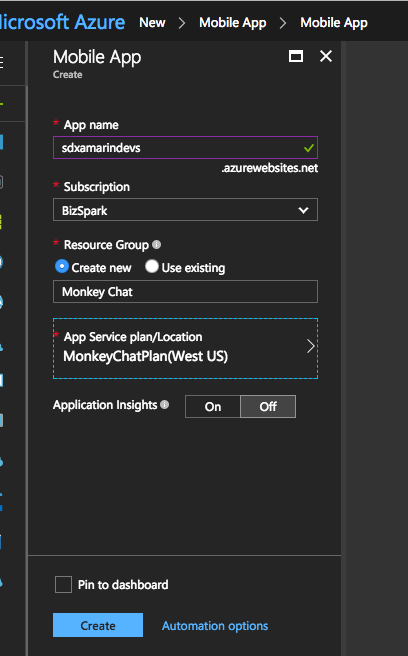 Microsoft Azure New > Mobile App > Mobile App
Mobile App
Create
* App name
sdxamarindevs
.azurewebsites.net
* Subscription
BizSpark
* Resource Group
Create new Use existing
Monkey Chat
* App Service plan/Location
MonkeyChatPlan(West US)
Application Insights On Off
Pin to dashboard
Create Automation options